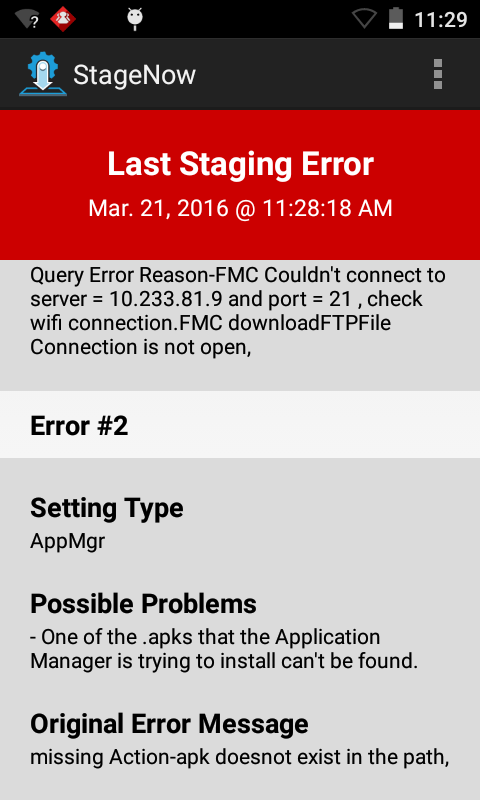 11:29
StageNow
Last Staging Error
Mar. 21, 2016 @ 11:28:18 AM
Query Error Reason-FMC Couldn't connect to
server = 10.233.81.9 and port = 21 , check
wifi connection.FMC downloadFTPFile
Connection is not open,
Error #2
Setting Type
AppMgr
Possible Problems
- One of the .apks that the Application
Manager is trying to install can't be found.
Original Error Message
missing Action-apk doesnot exist in the path,